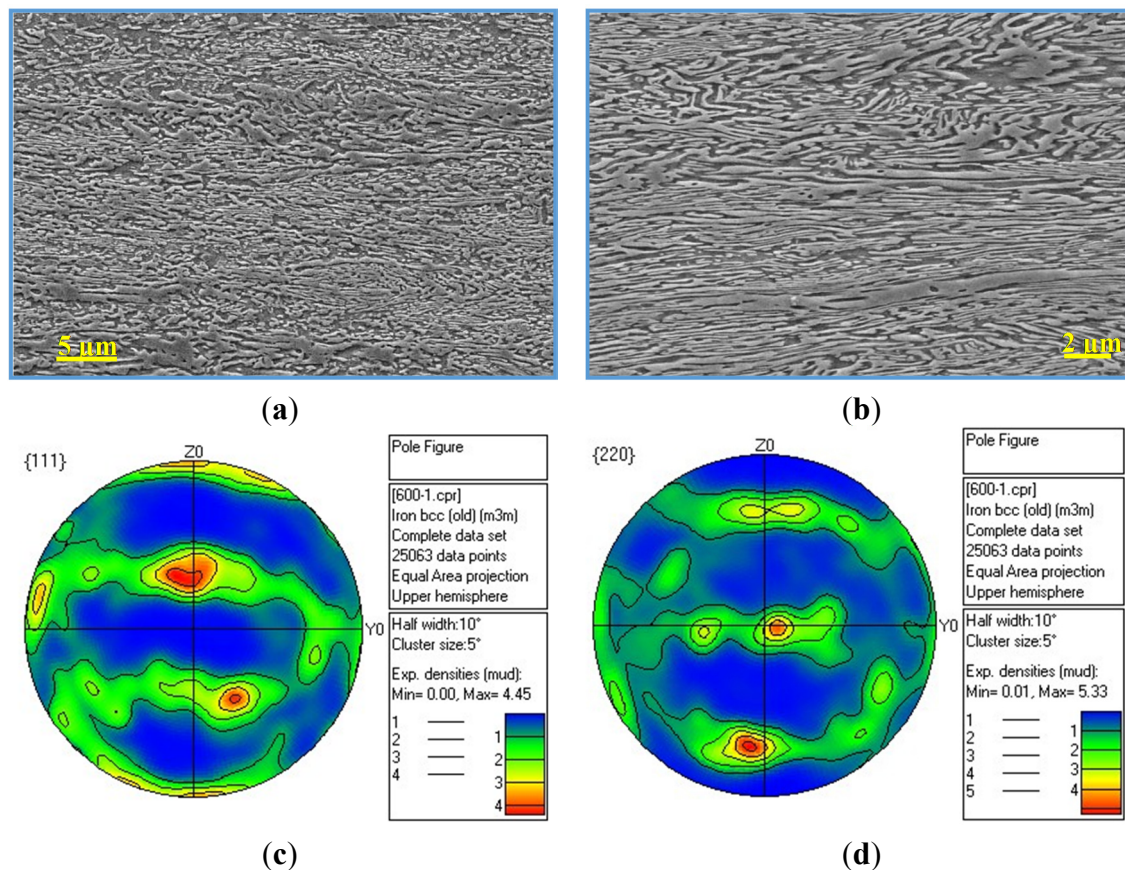 5 μm
2 μm
(a)
(b)
{111}
Z0
Y0
Pole Figure
[600-1.cpr]
Iron bcc (old) (m3m)
Complete data set
25063 data points
Equal Area projection
Upper hemisphere
Half width:10°
Cluster size:5°
Exp. densities (mud):
Min= 0.00, Max= 4.45
1
2
3
4
1
2
3
4
{220}
Z0
Y0
Pole Figure
[600-1.cpr]
Iron bcc (old) (m3m)
Complete data set
25063 data points
Equal Area projection
Upper hemisphere
Half width:10°
Cluster size:5°
Exp. densities (mud):
Min= 0.01, Max= 5.33
1
2
3
4
5
1
2
3
4
(c)
(d)